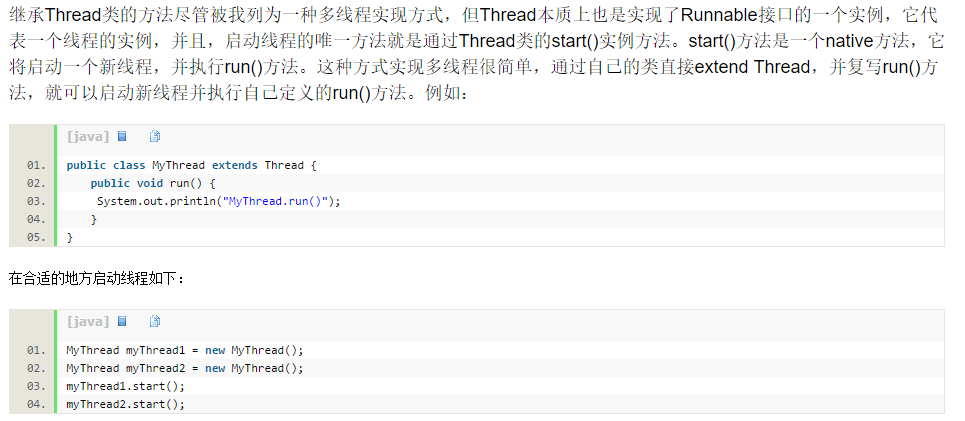 继承Thread类的方法尽管被我列为一种多线程实现方式，但Thread本质上也是实现了Runnable接口的一个实例，它代
表一个线程的实例，并且，启动线程的唯一方法就是通过Thread类的start()实例方法。start()方法是一个native方法，它
将启动一个新线程，并执行run()方法。这种方式实现多线程很简单，通过自己的类直接extend Thread，并复写run()方
法，就可以启动新线程并执行自己定义的run()方法。例如：
[java]
01. public class MyThread extends Thread {
02.     public void run() {
03.      System.out.println("MyThread.run()");
04.     }
05. }
在合适的地方启动线程如下：
[java]
01. MyThread myThread1 = new MyThread();
02. MyThread myThread2 = new MyThread();
03. myThread1.start();
04. myThread2.start();